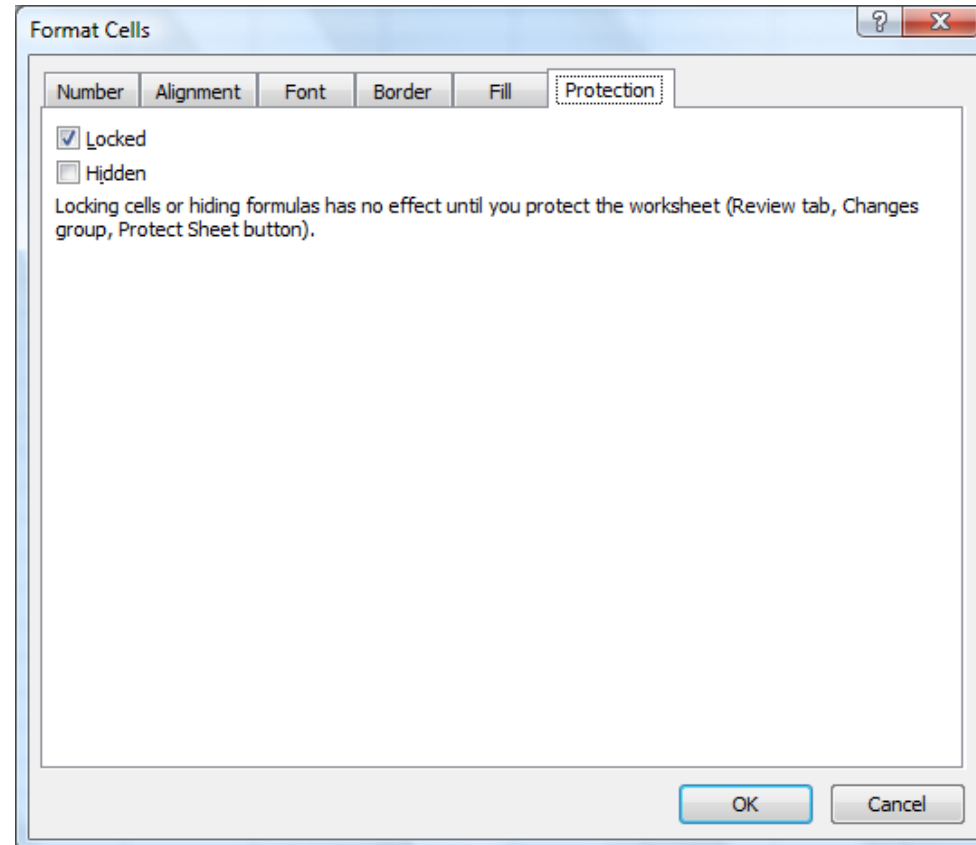 Format Cells
Number Alignment Font Border Fill Protection
Locked
Hidden
Locking cells or hiding formulas has no effect until you protect the worksheet (Review tab, Changes
group, Protect Sheet button).
OK Cancel